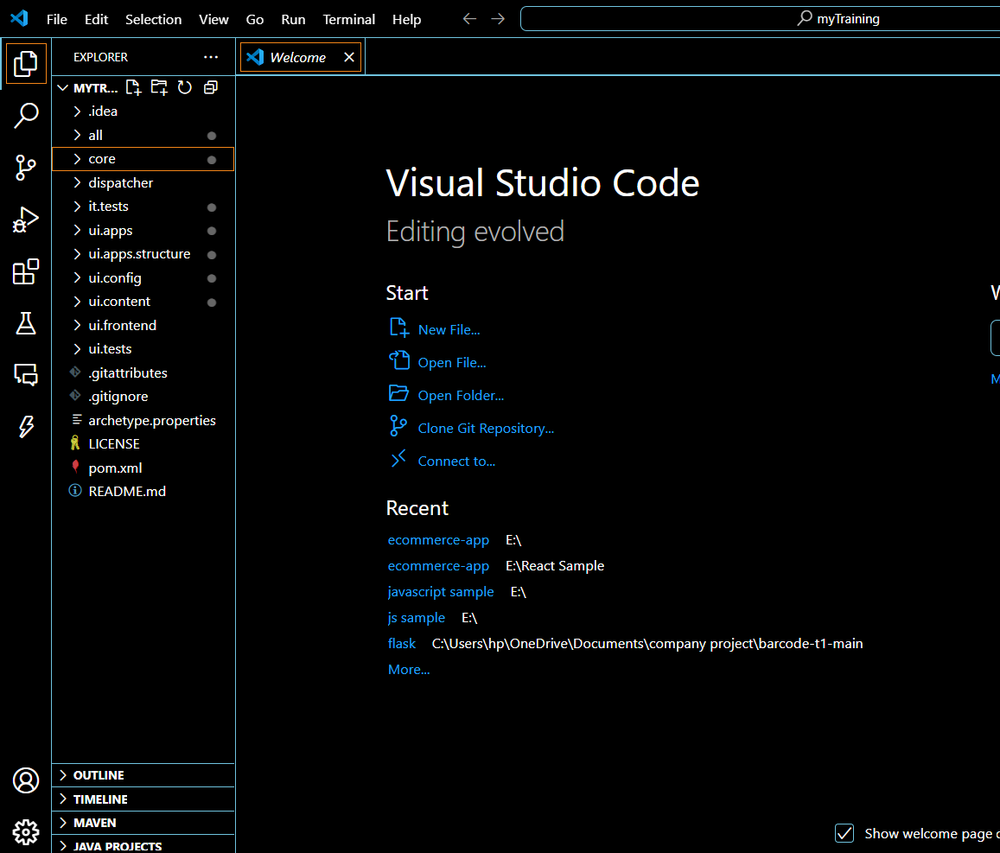 File Edit Selection View Go Run Terminal Help myTraining
EXPLORER
Welcome
MYTR...
.idea
all
core
dispatcher
it.tests
ui.apps
ui.apps.structure
ui.config
ui.content
ui.frontend
ui.tests
.gitattributes
.gitignore
archetype.properties
LICENSE
pom.xml
README.md
OUTLINE
TIMELINE
MAVEN
JAVA PROJECTS
Visual Studio Code
Editing evolved
Start
New File...
Open File...
Open Folder...
Clone Git Repository...
Connect to...
Recent
ecommerce-app E:\
ecommerce-app E:\React Sample
javascript sample E:\
js sample E:\
flask C:\Users\hp\OneDrive\Documents\company project\barcode-t1-main
More...
Show welcome page